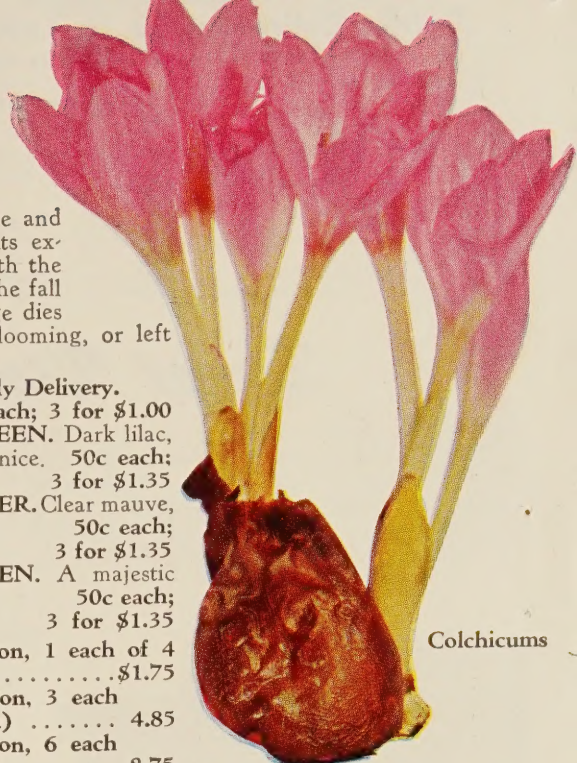 e and
ts ex-
th the
he fall
e dies
looming, or left
ly Delivery.
ach; 3 for $1.00
EEN. Dark lilac,
nice. 50c each;
3 for $1.35
ER. Clear mauve,
50c each;
3 for $1.35
EN. A majestic
50c each;
3 for $1.35
on, 1 each of 4
..........$1.75
on, 3 each
.) ....... 4.85
on, 6 each
Colchicums